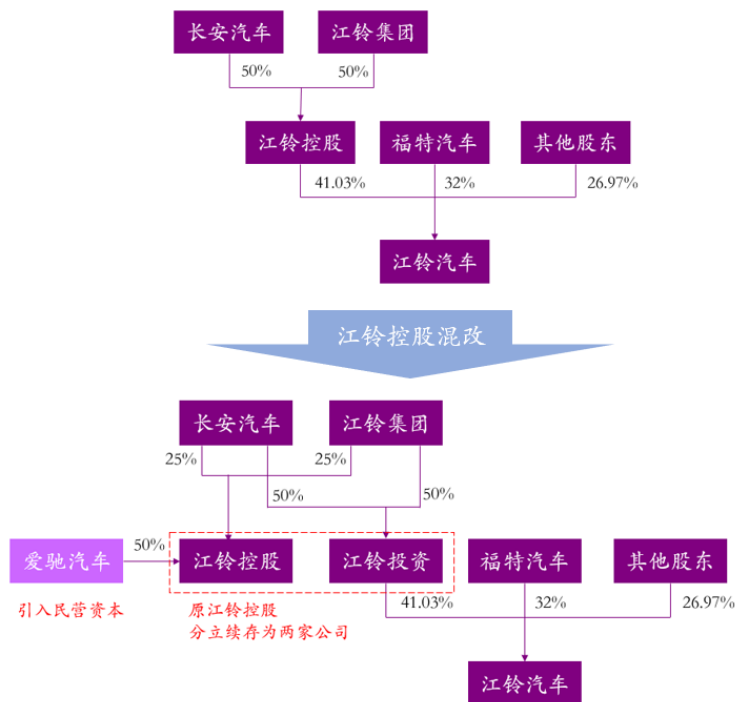 长安汽车
江铃集团
50%
50%
江铃控股
福特汽车
其他股东
41.03%
32%
26.97%
江铃汽车
江铃控股混改
长安汽车
江铃集团
25%
25%
50%
50%
爱驰汽车
50%
江铃控股
江铃投资
福特汽车
其他股东
引入民营资本
原江铃控股
分立续存为两家公司
41.03%
32%
26.97%
江铃汽车